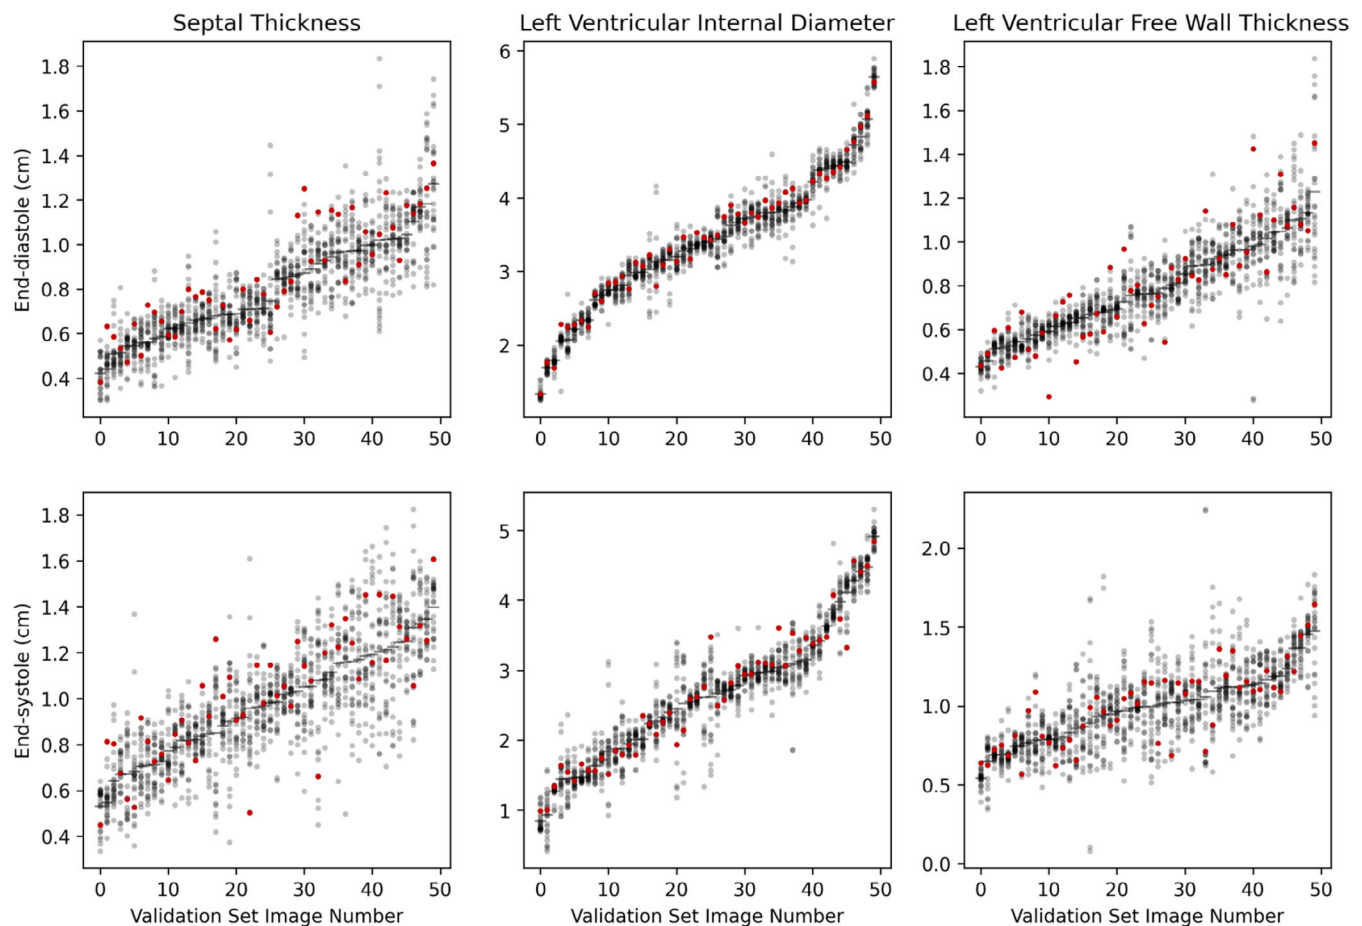 Septal Thickness
Left Ventricular Internal Diameter
Left Ventricular Free Wall Thickness
End-diastole (cm)
1.8
1.6
1.4
1.2
1.0
0.8
0.6
0.4
0 10 20 30 40 50
6
5
4
3
2
0 10 20 30 40 50
1.8
1.6
1.4
1.2
1.0
0.8
0.6
0.4
0 10 20 30 40 50
End-systole (cm)
1.8
1.6
1.4
1.2
1.0
0.8
0.6
0.4
0 10 20 30 40 50
Validation Set Image Number
5
4
3
2
1
0 10 20 30 40 50
Validation Set Image Number
2.0
1.5
1.0
0.5
0.0
0 10 20 30 40 50
Validation Set Image Number